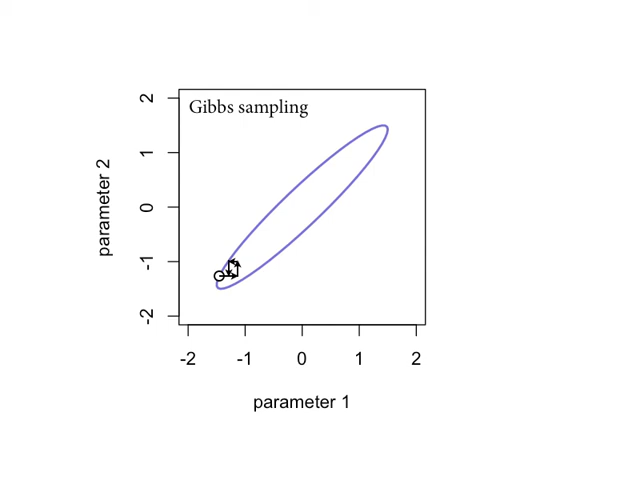 Gibbs sampling
parameter 2
2
1
0
-1
-2
-2 -1 0 1 2
parameter 1